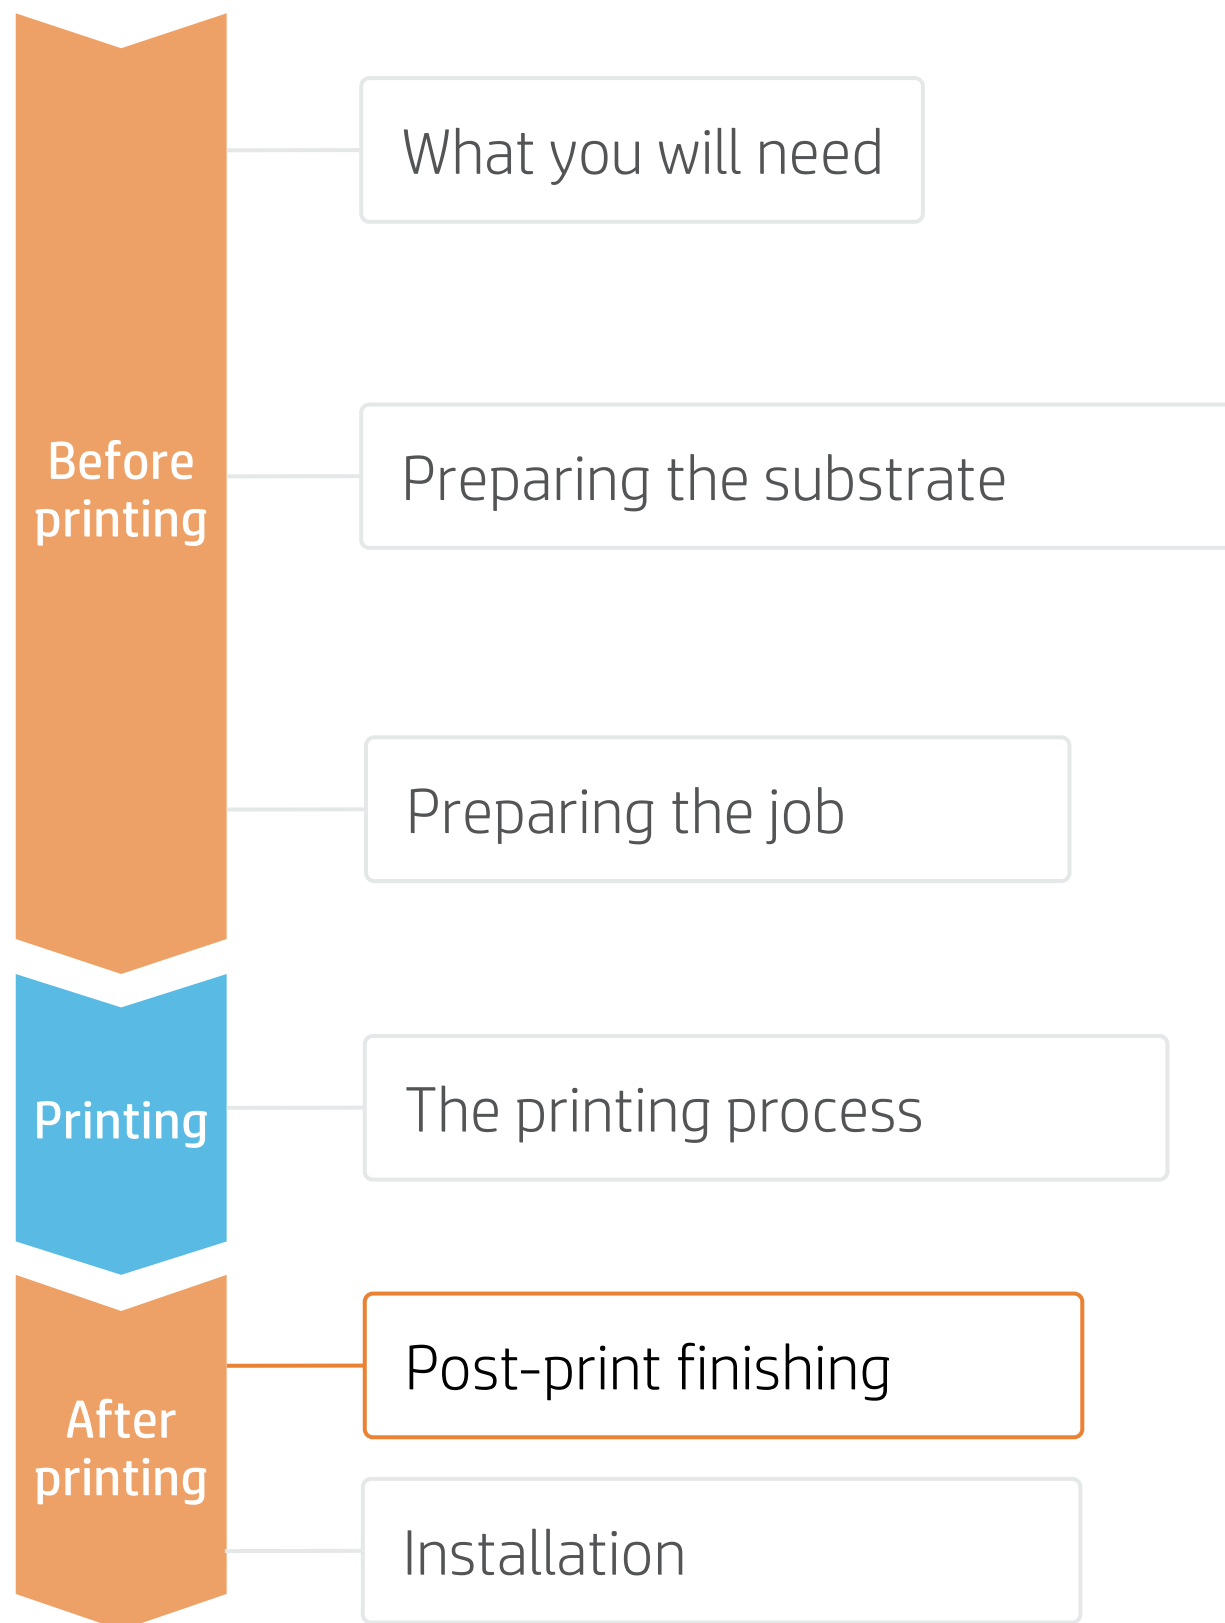 What you will need
Before
printing
Preparing the substrate
Preparing the job
Printing
The printing process
After
printing
Post-print finishing
Installation